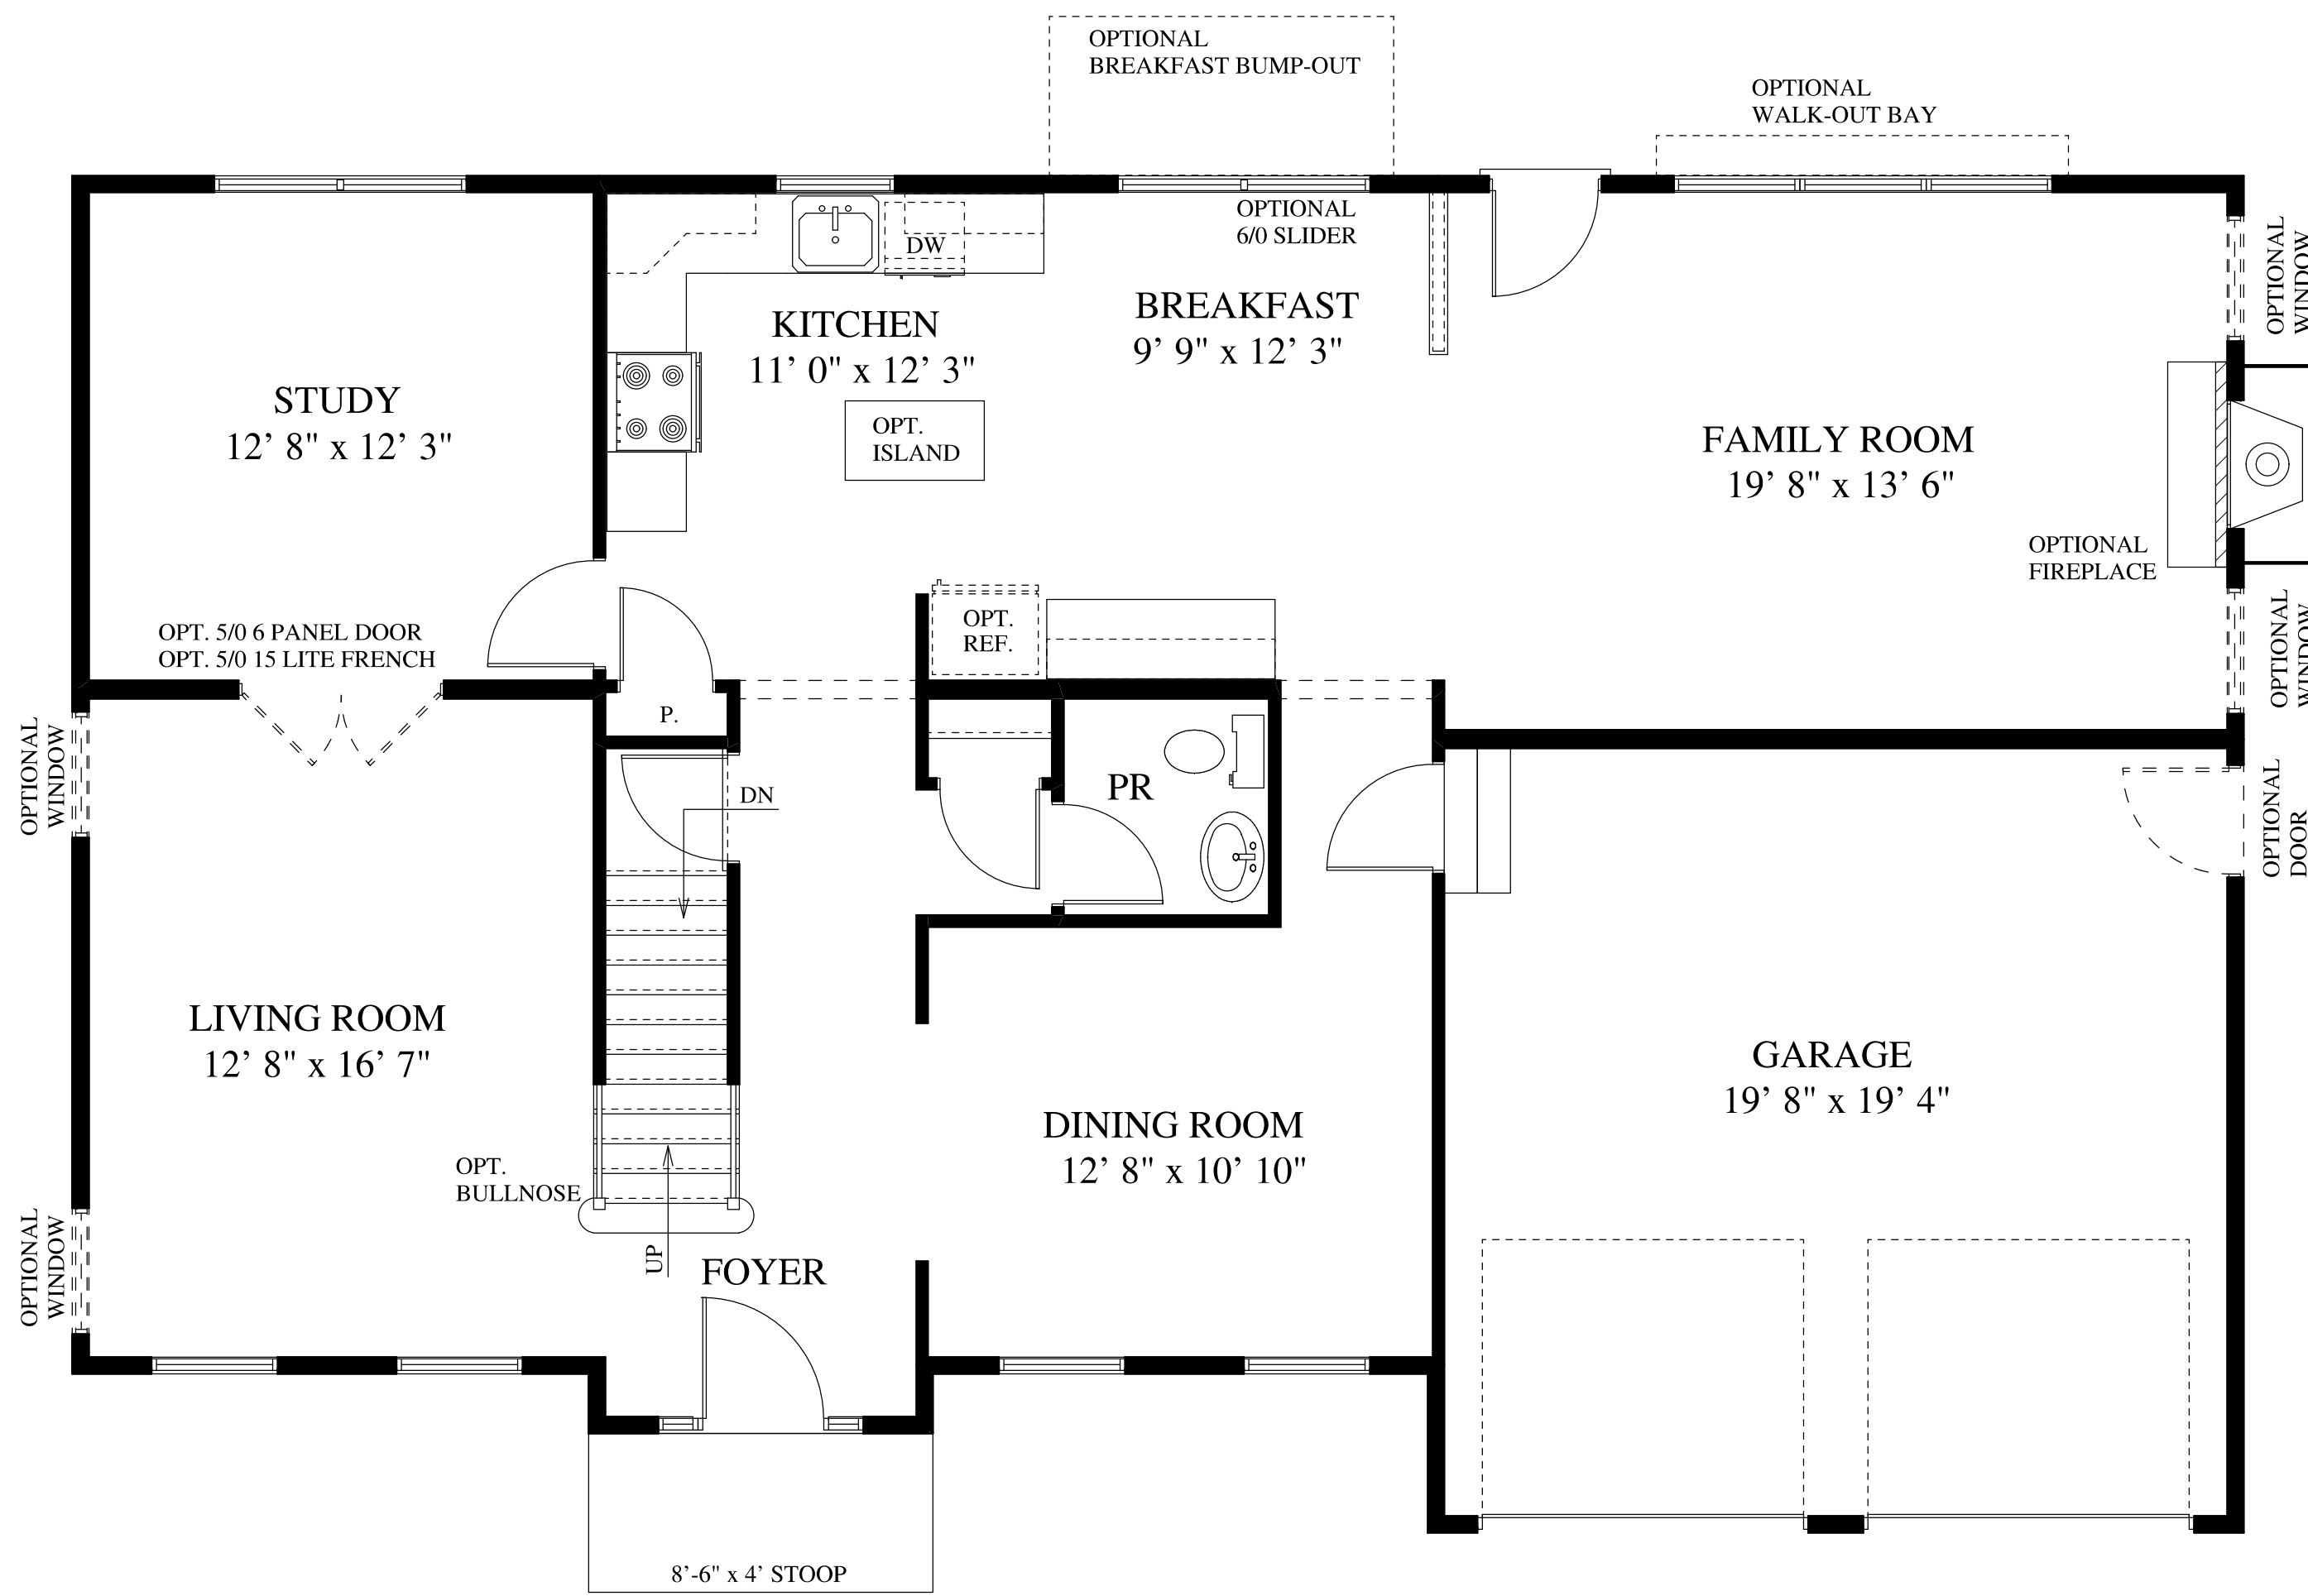 OPTIONAL
BREAKFAST BUMP-OUT
OPTIONAL
WALK-OUT BAY
OPTIONAL
6/0 SLIDER
DW
OPTIONAL
WINDOW
KITCHEN
11’ 0" x 12’ 3"
BREAKFAST
9’ 9" x 12’ 3"
STUDY
12’ 8" x 12’ 3"
OPT.
ISLAND
FAMILY ROOM
19’ 8" x 13’ 6"
OPTIONAL
FIREPLACE
OPT. 5/0 6 PANEL DOOR
OPT. 5/0 15 LITE FRENCH
OPT.
REF.
OPTIONAL
WINDOW
P.
OPTIONAL
WINDOW
DN
PR
OPTIONAL
DOOR
LIVING ROOM
12’ 8" x 16’ 7"
GARAGE
19’ 8" x 19’ 4"
DINING ROOM
12’ 8" x 10’ 10"
OPT.
BULLNOSE
OPTIONAL
WINDOW
UP
FOYER
8’-6" x 4’ STOOP